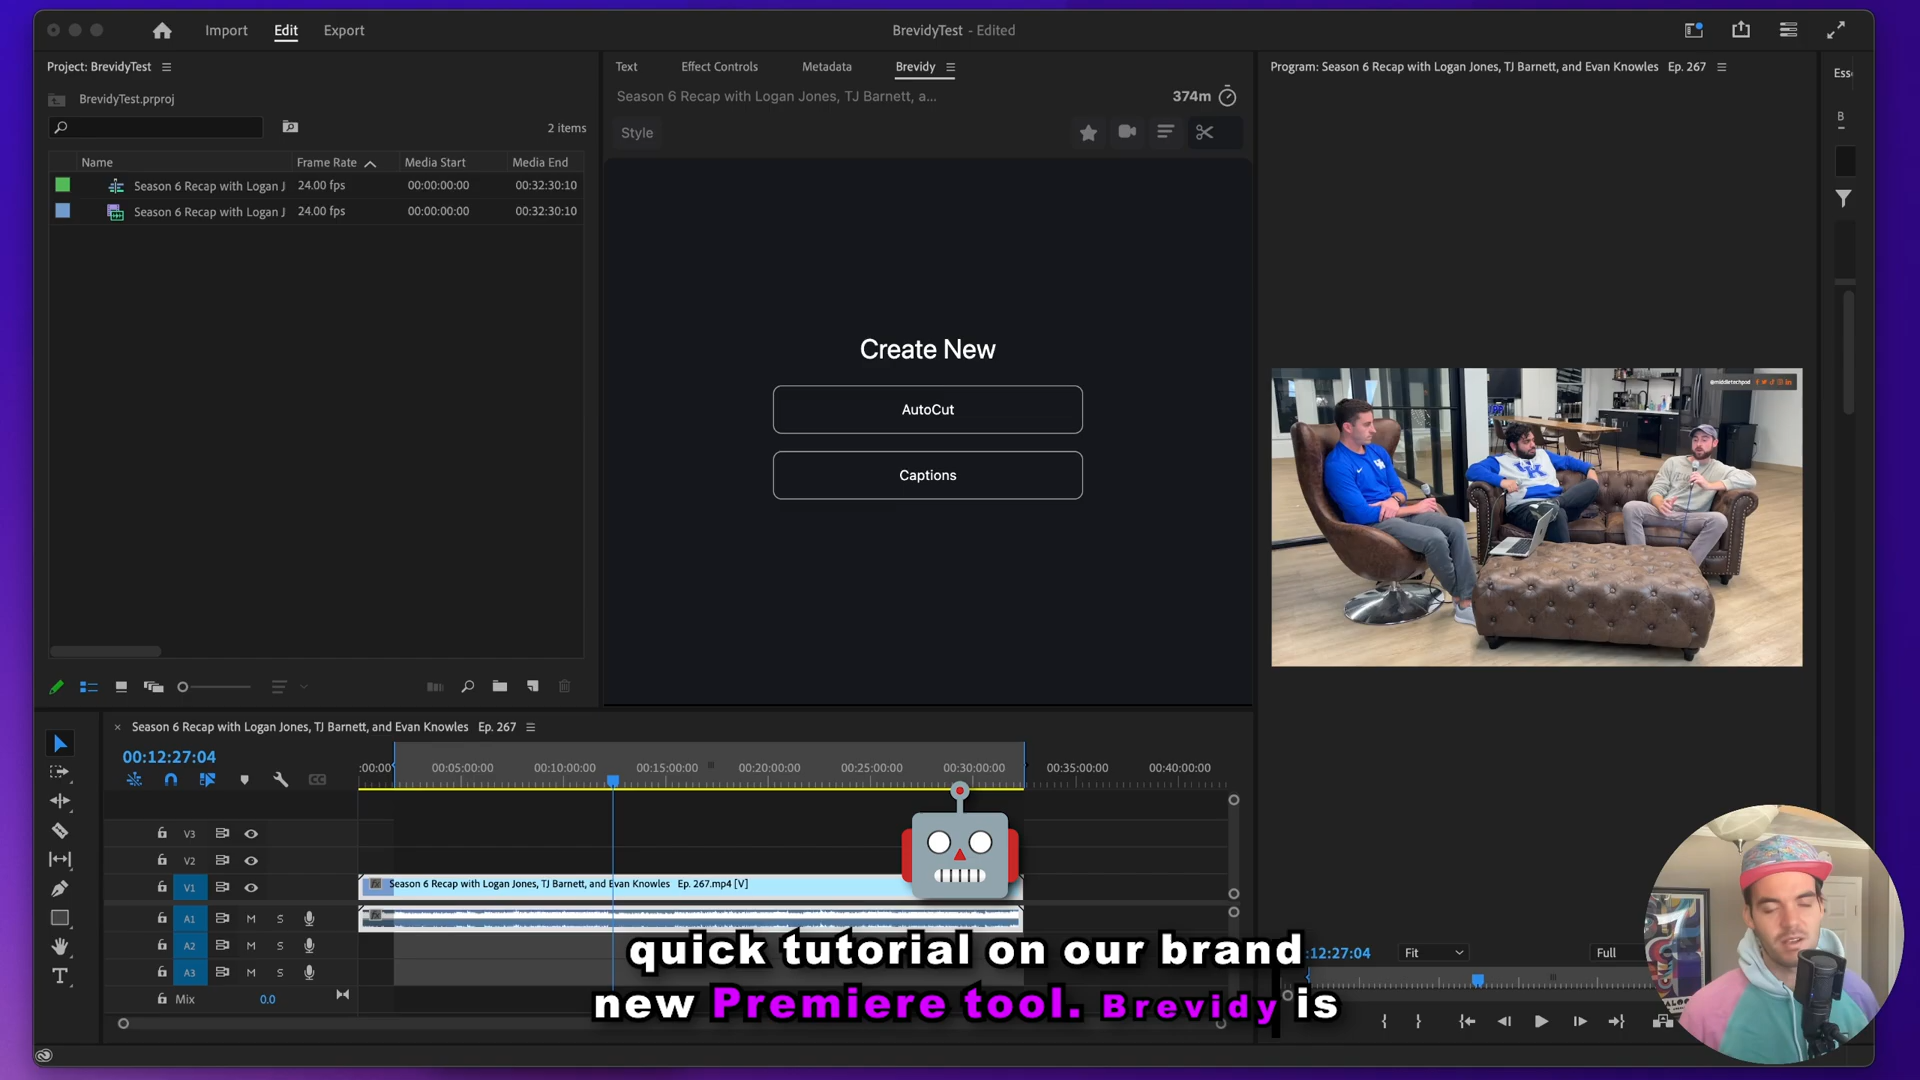 Import
Edit
Export
BrevidyTest - Edited
Project: BrevidyTest
BrevidyTest.prproj
2 items
Name
Frame Rate
Media Start
Media End
Season 6 Recap with Logan J
24.00 fps
00:00:00:00
00:32:30:10
Season 6 Recap with Logan J
24.00 fps
00:00:00:00
00:32:30:10
Text
Effect Controls
Metadata
Brevidy
Season 6 Recap with Logan Jones, TJ Barnett, a...
374m
Style
Create New
AutoCut
Captions
Program: Season 6 Recap with Logan Jones, TJ Barnett, and Evan Knowles Ep. 267
@middletechpod
B
Season 6 Recap with Logan Jones, TJ Barnett, and Evan Knowles Ep. 267
00:12:27:04
:00:00
00:05:00:00
00:10:00:00
00:15:00:00
00:20:00:00
00:25:00:00
00:30:00:00
00:35:00:00
00:40:00:00
V3
V2
V1
Season 6 Recap with Logan Jones, TJ Barnett, and Evan Knowles Ep. 267.mp4 [V]
A1 M S
A2 M S
A3 M S
Mix 0.0
quick tutorial on our brand
new Premiere tool. Brevidy is
:12:27:04
Fit
Full